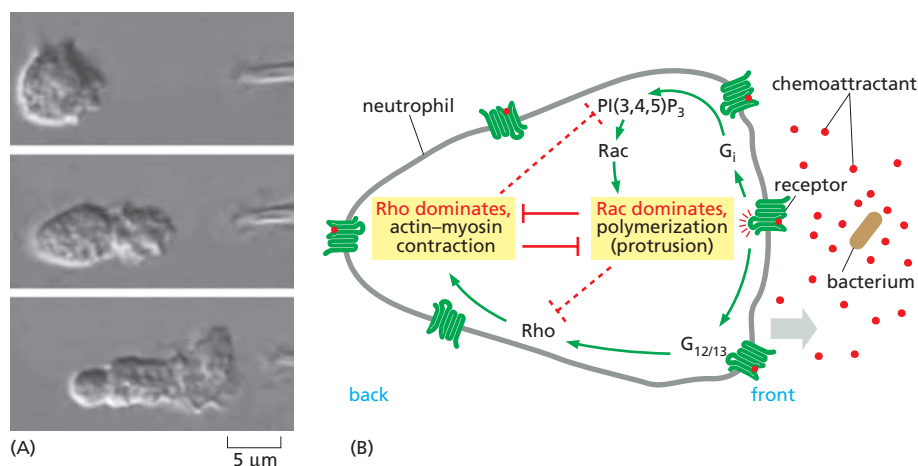 neutrophil
PI(3,4,5)P3
Rac
Gi
chemoattractant
receptor
bacterium
Rho dominates,
actin–myosin
contraction
Rac dominates,
polymerization
(protrusion)
Rho
G12/13
back
front
(A)
5 μm
(B)